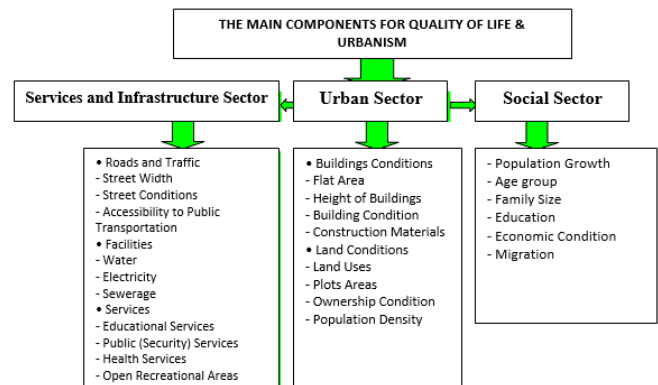 THE MAIN COMPONENTS FOR QUALITY OF LIFE &
URBANISM
Services and Infrastructure Sector
Urban Sector
Social Sector
• Roads and Traffic
- Street Width
- Street Conditions
- Accessibility to Public
Transportation
• Facilities
- Water
- Electricity
- Sewerage
• Services
- Educational Services
- Public (Security) Services
- Health Services
- Open Recreational Areas
• Buildings Conditions
- Flat Area
- Height of Buildings
- Building Condition
- Construction Materials
• Land Conditions
- Land Uses
- Plots Areas
- Ownership Condition
- Population Density
- Population Growth
- Age group
- Family Size
- Education
- Economic Condition
- Migration